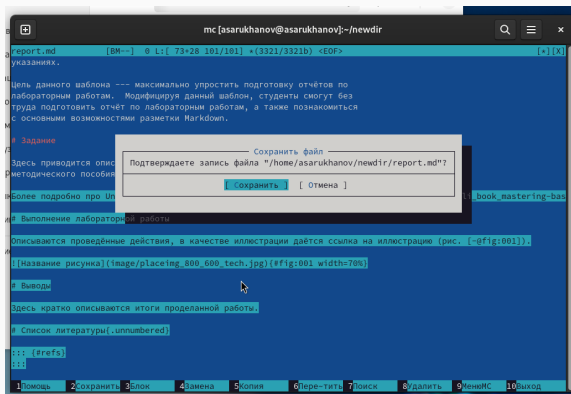 mc [asarukhanov@asarukhanov]:~/newdir
report.md [BM--] 0 L:[ 73+28 101/101] *(3321/3321b) <EOF> [*][X]
указаниях.
Цель данного шаблона --- максимально упростить подготовку отчётов по
лабораторным работам. Модифицируя данный шаблон, студенты смогут без
труда подготовить отчёт по лабораторным работам, а также познакомиться
с основными возможностями разметки Markdown.
# Задание
Сохранить файл
Здесь приводится опис
Подтверждаете запись файла "/home/asarukhanov/newdir/report.md"?
методического пособия
[ Сохранить ] [ Отмена ]
Более подробно про Un li_book_mastering-bas
# Выполнение лабораторной работы
Описываются проведённые действия, в качестве иллюстрации даётся ссылка на иллюстрацию (рис. [-@fig:001]).
![Название рисунка](image/placeimg_800_600_tech.jpg){#fig:001 width=70%}
# Выводы
Здесь кратко описываются итоги проделанной работы.
# Список литературы{.unnumbered}
::: {#refs}
:::
1Помощь 2Сохранить 3Блок 4Замена 5Копия 6Пере~тить 7Поиск 8Удалить 9МенюMC 10Выход